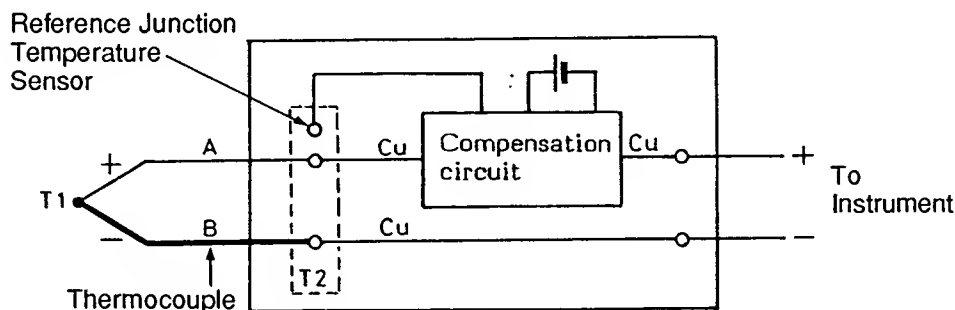 Reference Junction
Temperature
Sensor
A
Cu
Compensation
circuit
Cu
+
+
To
Instrument
T1
−
B
Cu
−
T2
Thermocouple